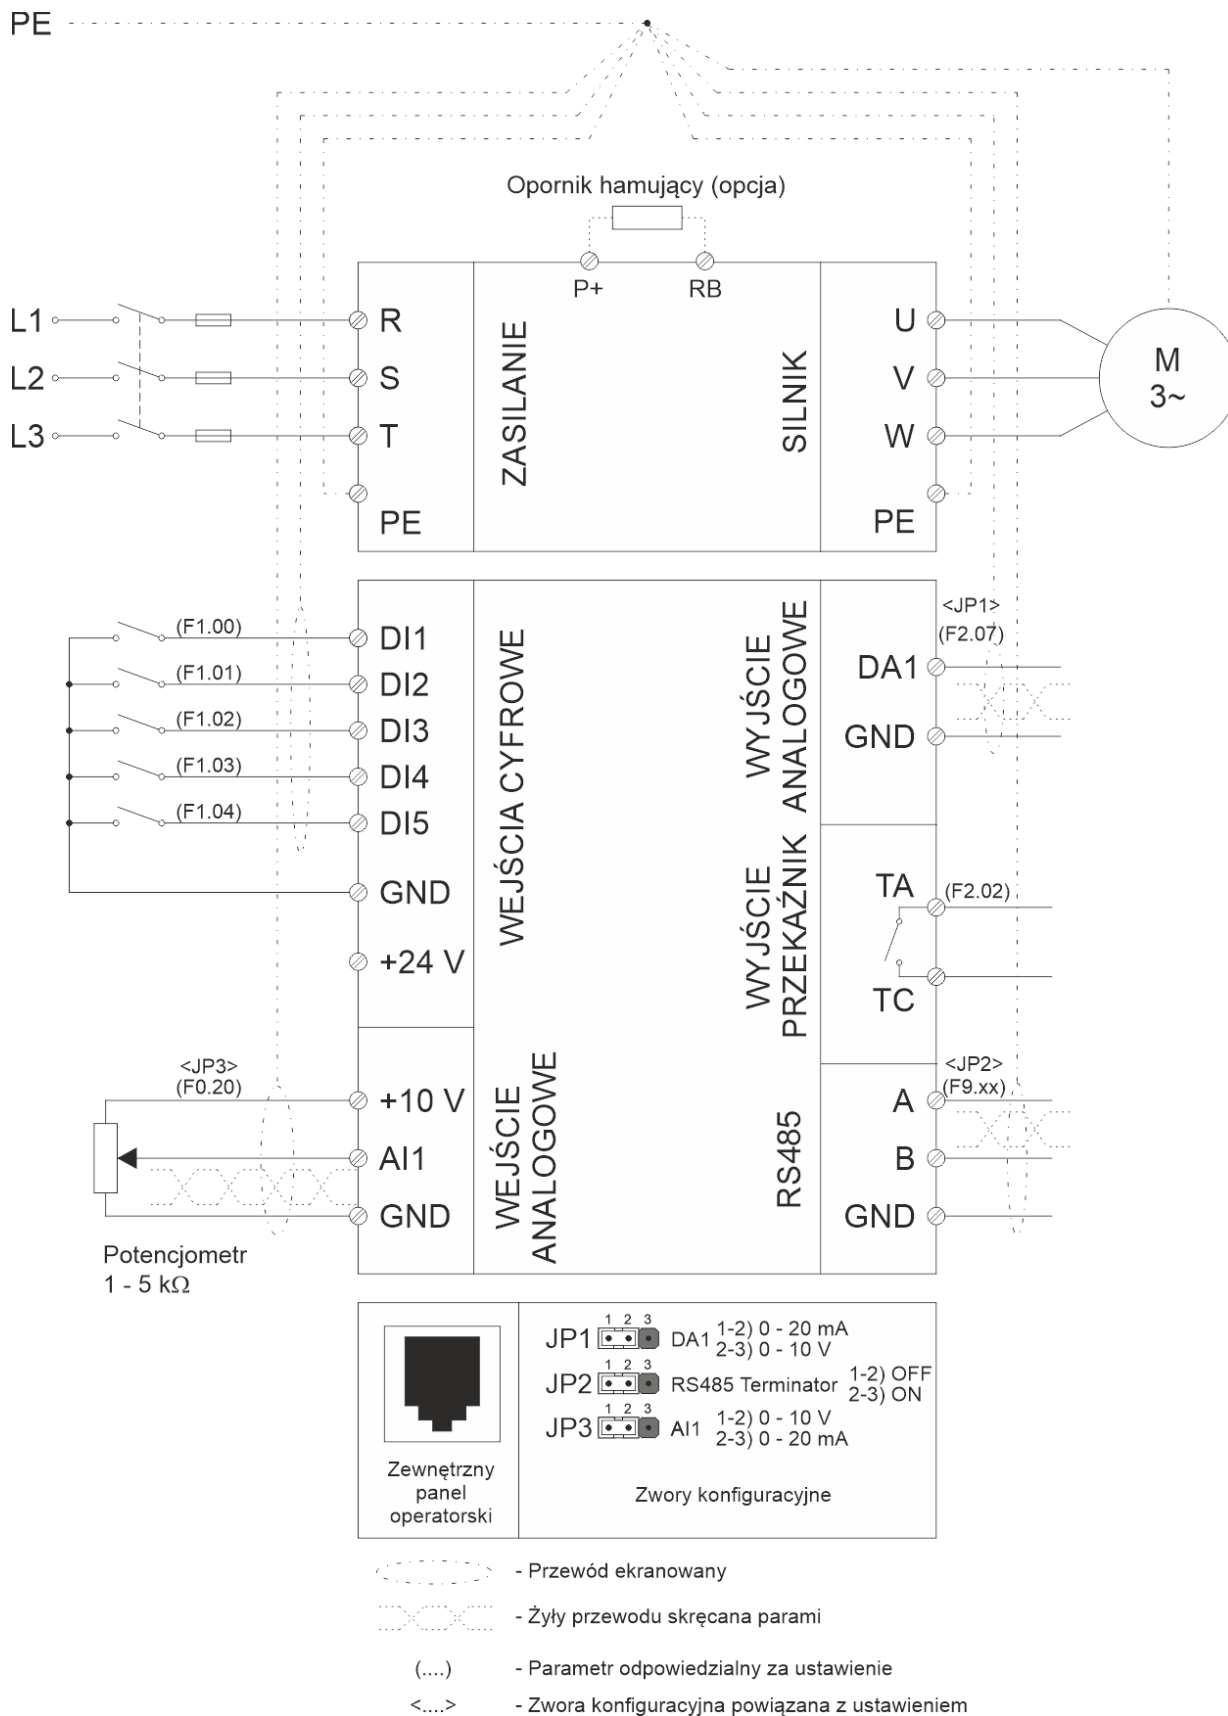 PE
Opornik hamujący (opcja)
P+
RB
L1
L2
L3
R
S
T
PE
ZASILANIE
SILNIK
U
V
W
PE
M
3~
(F1.00)
(F1.01)
(F1.02)
(F1.03)
(F1.04)
DI1
DI2
DI3
DI4
DI5
GND
+24 V
WEJŚCIA CYFROWE
WYJŚCIE
ANALOGOWE
<JP1>
(F2.07)
DA1
GND
WYJŚCIE
PRZEKAŹNIK
TA
(F2.02)
TC
<JP3>
(F0.20)
+10 V
AI1
GND
WEJŚCIE
ANALOGOWE
Potencjometr
1 - 5 kΩ
RS485
<JP2>
(F9.xx)
A
B
GND
Zewnętrzny
panel
operatorski
1 2 3
JP1 DA1 1-2) 0 - 20 mA
2-3) 0 - 10 V
1 2 3
JP2 RS485 Terminator 1-2) OFF
2-3) ON
1 2 3
JP3 AI1 1-2) 0 - 10 V
2-3) 0 - 20 mA
Zwory konfiguracyjne
- Przewód ekranowany
- Żyły przewodu skręcana parami
(....) - Parametr odpowiedzialny za ustawienie
<....> - Zwora konfiguracyjna powiązana z ustawieniem